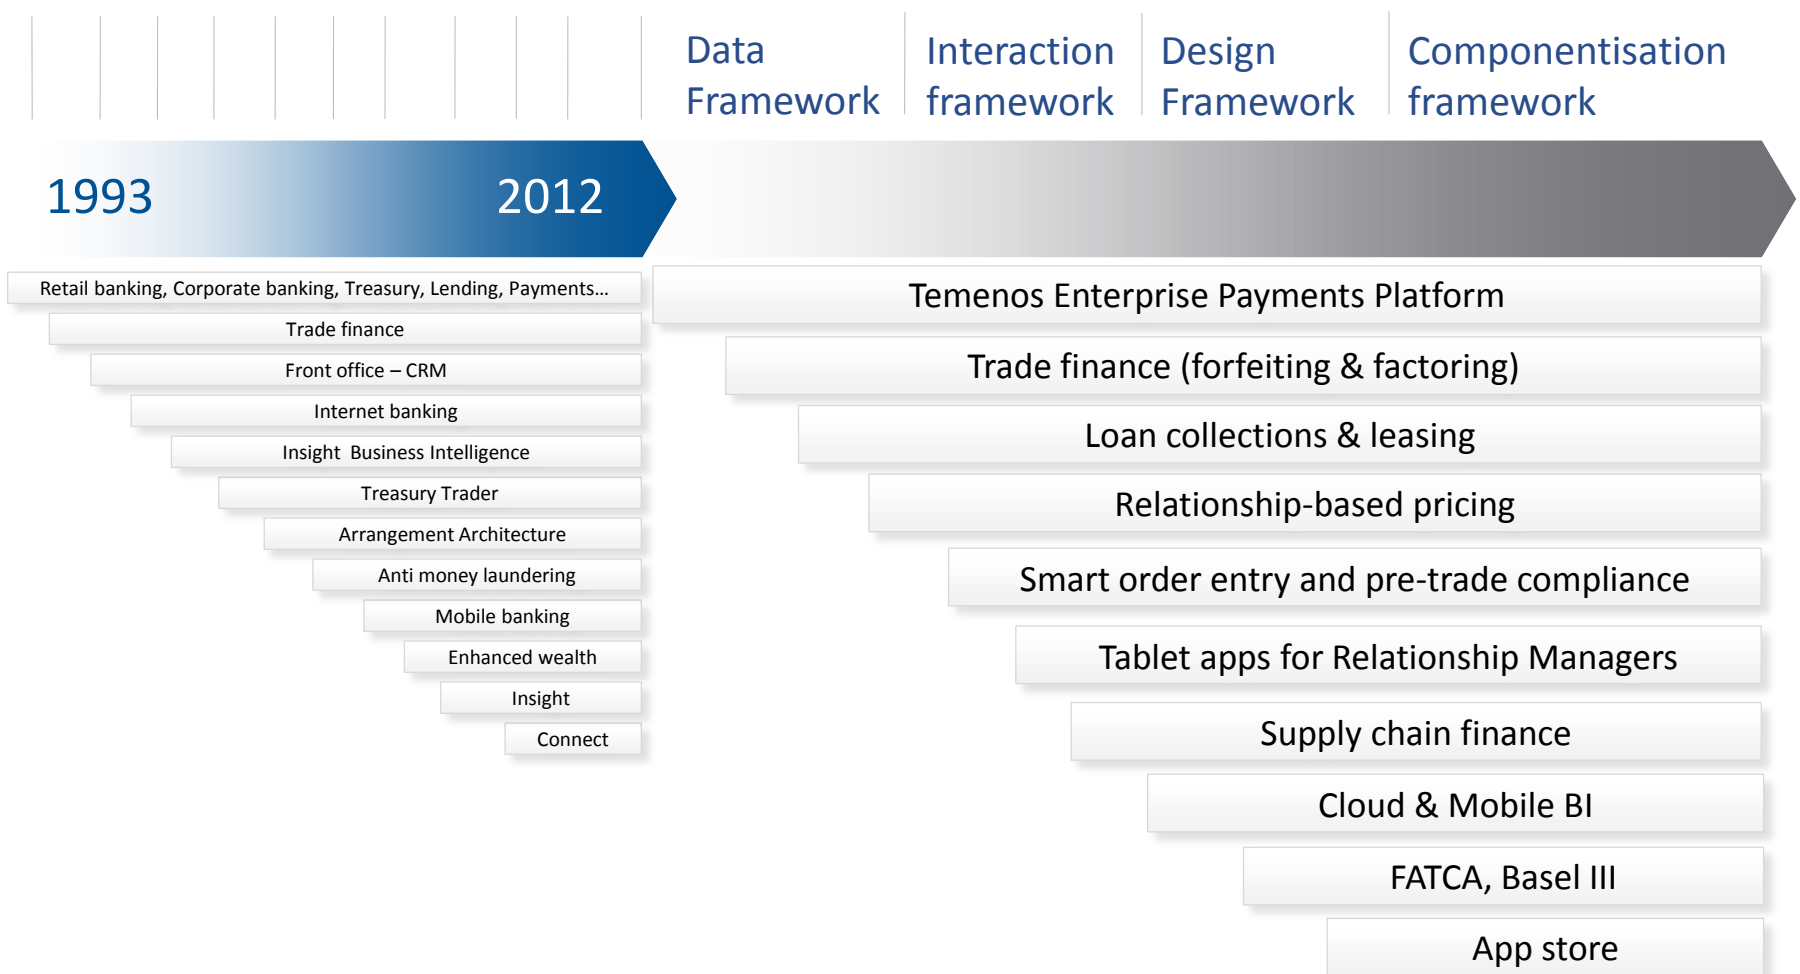 Data
Framework
Interaction
framework
Design
Framework
Componentisation
framework
1993
2012
Retail banking, Corporate banking, Treasury, Lending, Payments...
Trade finance
Front office – CRM
Internet banking
Insight  Business Intelligence
Treasury Trader
Arrangement Architecture
Anti money laundering
Mobile banking
Enhanced wealth
Insight
Connect
Temenos Enterprise Payments Platform
Trade finance (forfeiting & factoring)
Loan collections & leasing
Relationship-based pricing
Smart order entry and pre-trade compliance
Tablet apps for Relationship Managers
Supply chain finance
Cloud & Mobile BI
FATCA, Basel III
App store